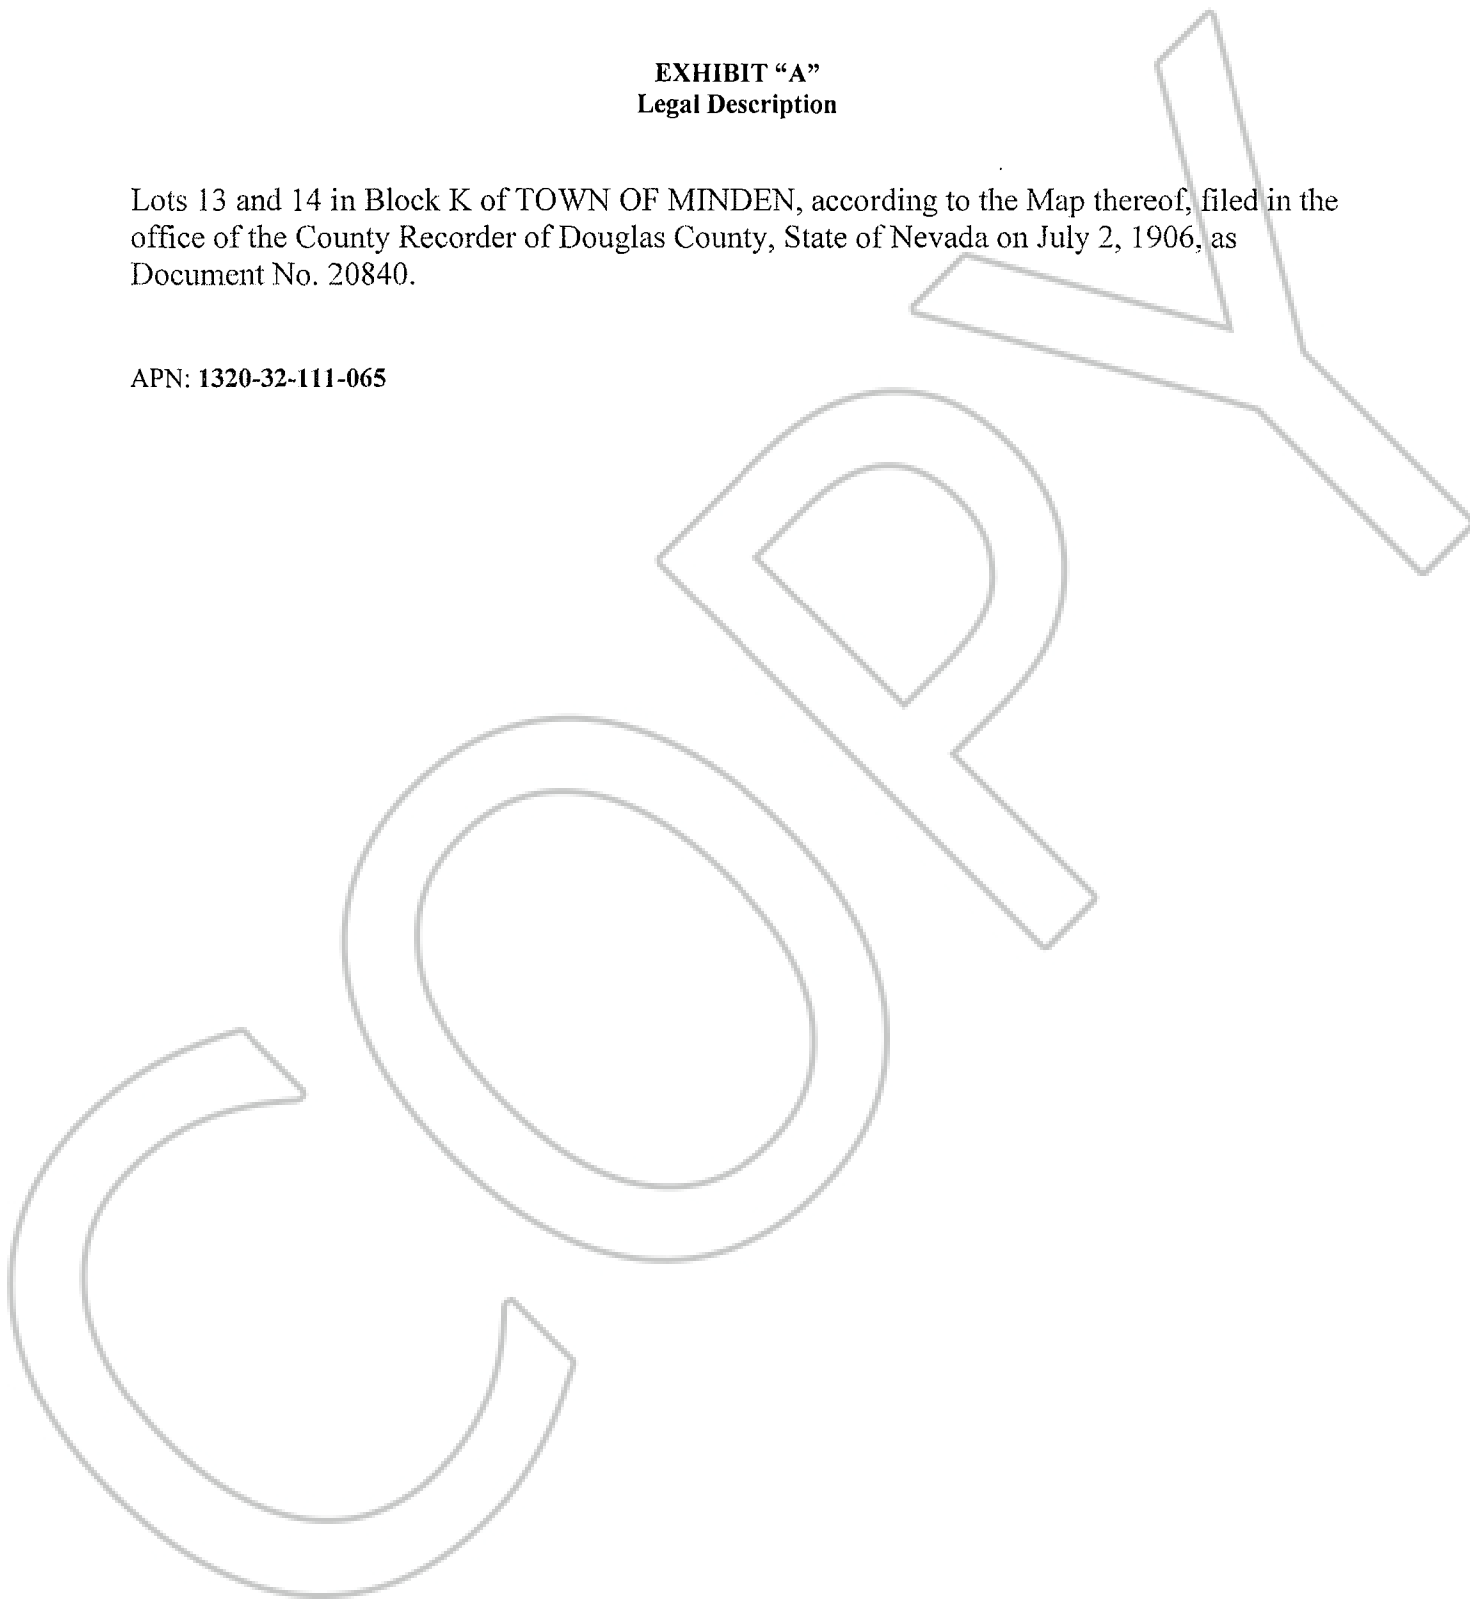 EXHIBIT “A”
Legal Description
Lots 13 and 14 in Block K of TOWN OF MINDEN, according to the Map thereof, filed in the
office of the County Recorder of Douglas County, State of Nevada on July 2, 1906, as
Document No. 20840.
APN: 1320-32-111-065
COPY